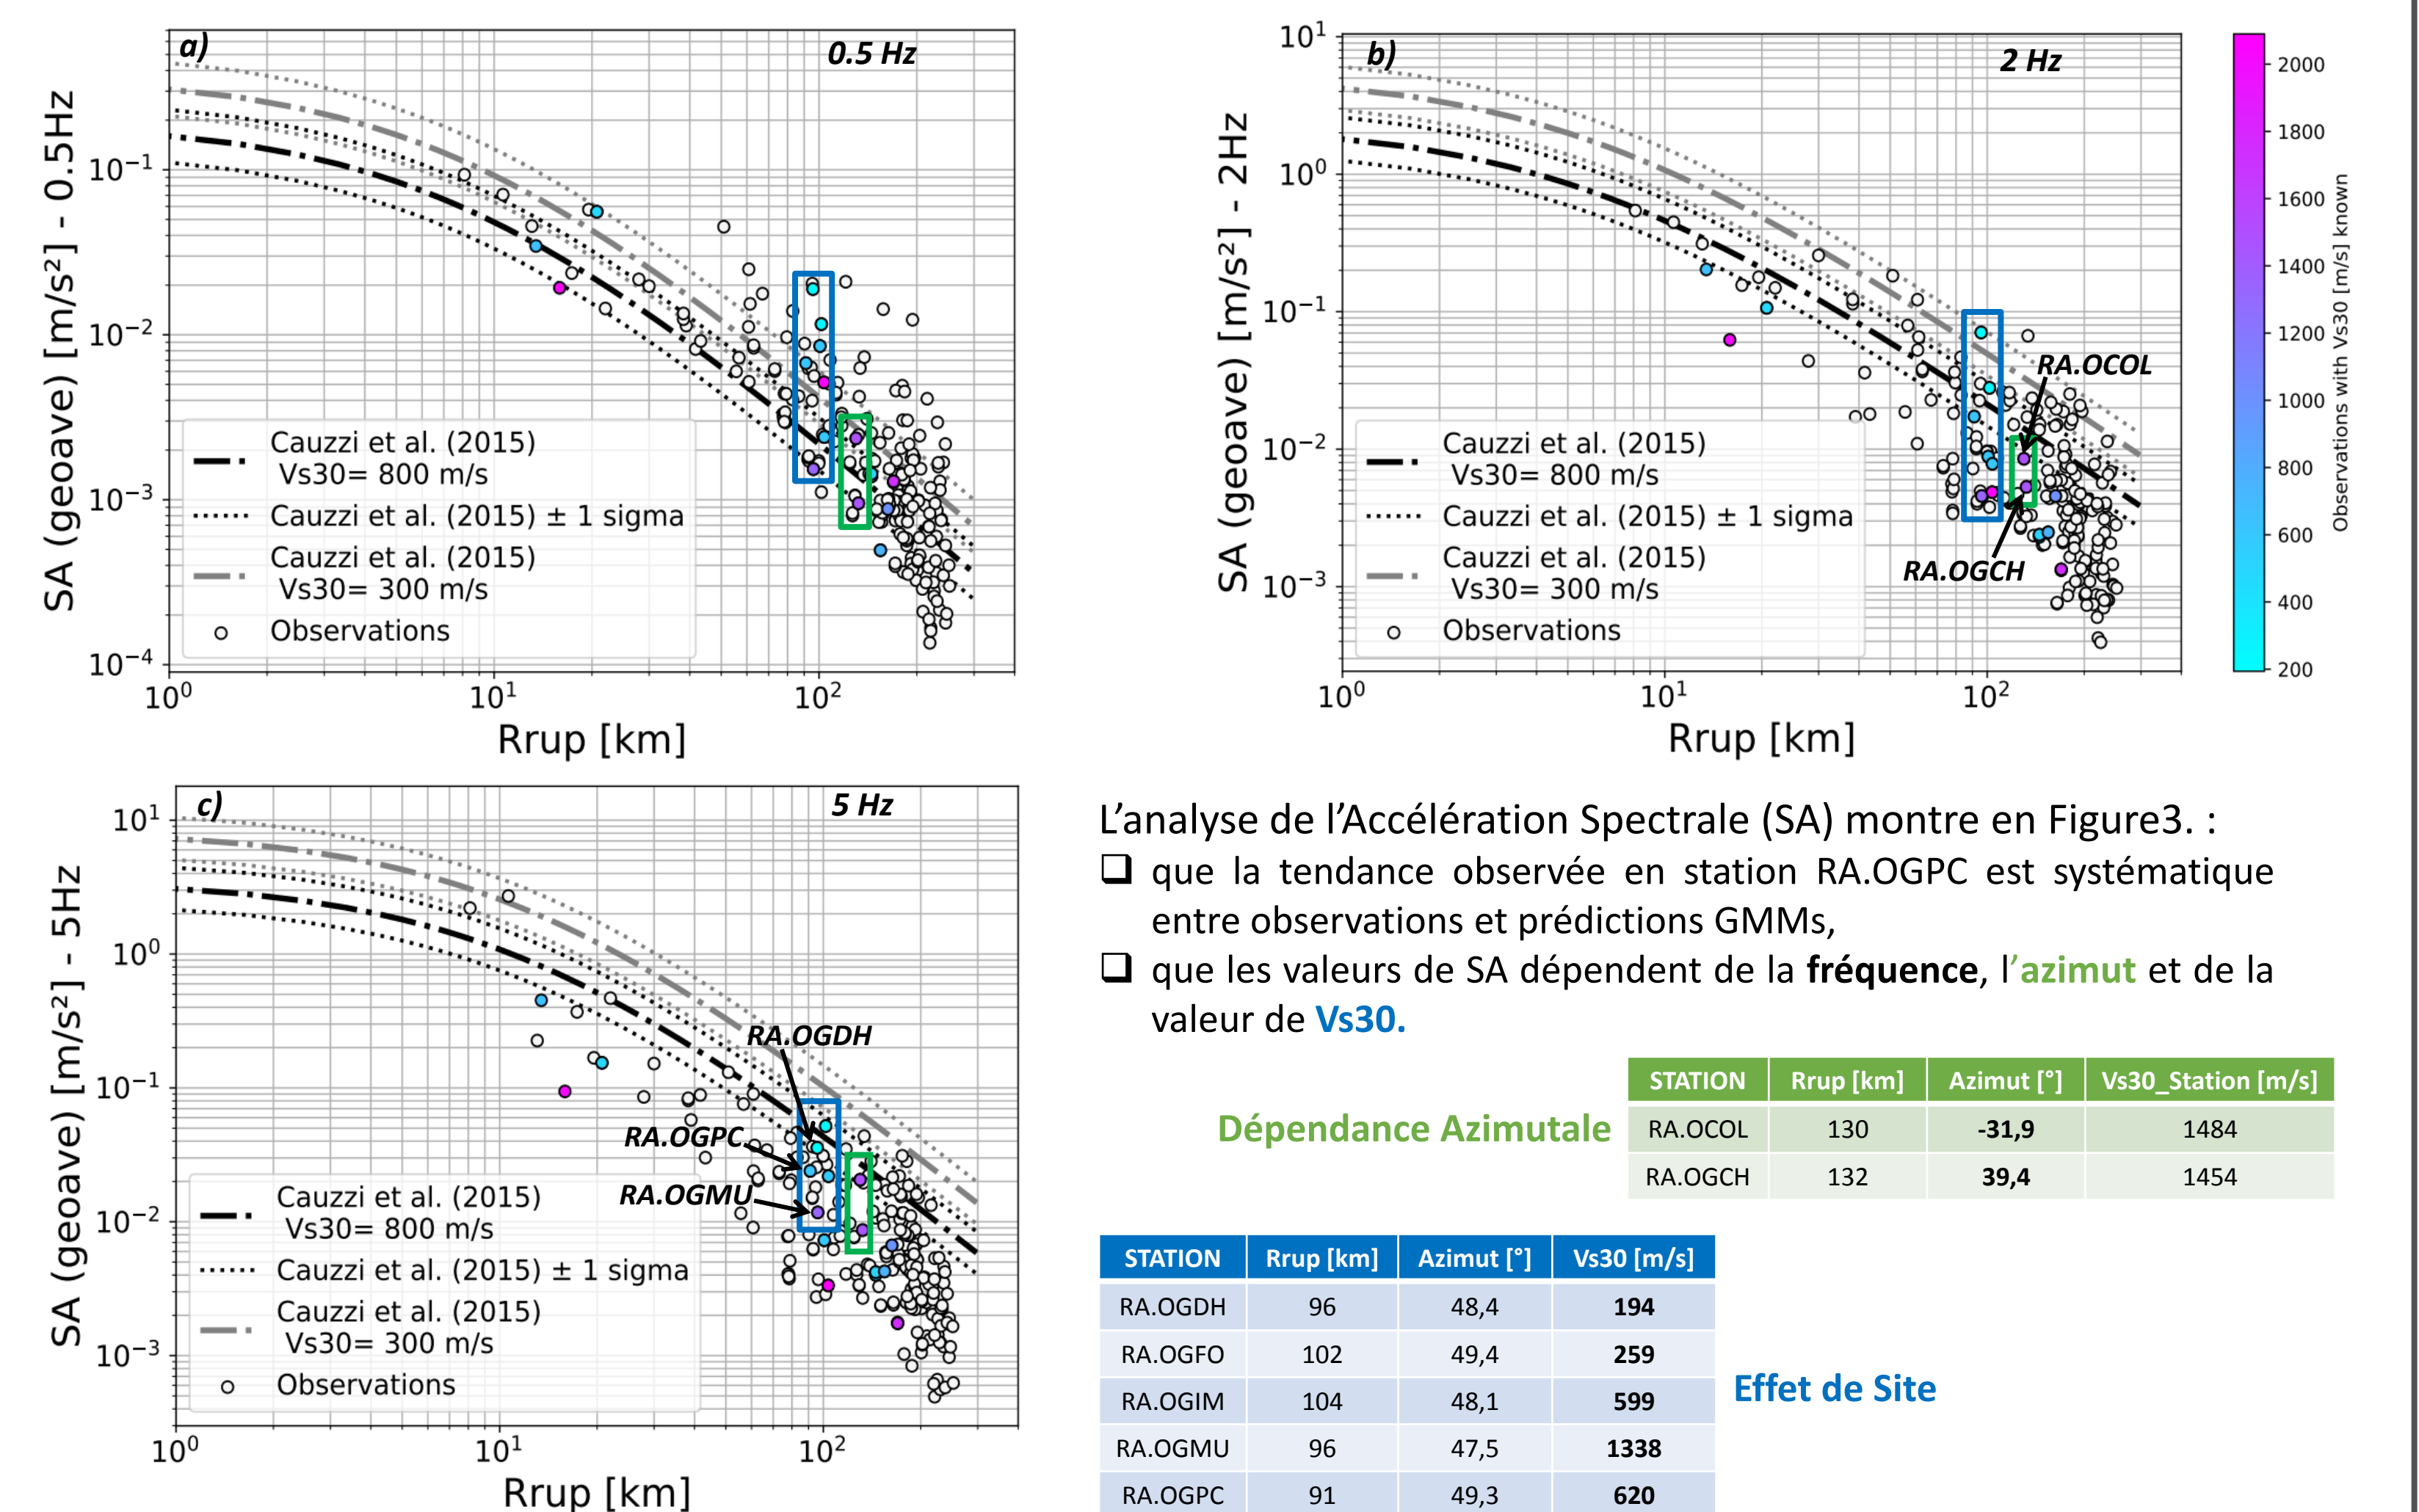 a)
0.5 Hz
SA (geoave) [m/s²] - 0.5Hz
10⁻¹
10⁻²
10⁻³
10⁻⁴
Cauzzi et al. (2015)
Vs30= 800 m/s
Cauzzi et al. (2015) ± 1 sigma
Cauzzi et al. (2015)
Vs30= 300 m/s
Observations
10⁰ 10¹ 10²
Rrup [km]
b)
2 Hz
SA (geoave) [m/s²] - 2Hz
10¹
10⁰
10⁻¹
10⁻²
10⁻³
RA.OCOL
RA.OGCH
Cauzzi et al. (2015)
Vs30= 800 m/s
Cauzzi et al. (2015) ± 1 sigma
Cauzzi et al. (2015)
Vs30= 300 m/s
Observations
10⁰ 10¹ 10²
Rrup [km]
2000
1800
1600
1400
1200
1000
800
600
400
200
Observations with Vs30 [m/s] known
c)
5 Hz
SA (geoave) [m/s²] - 5Hz
10¹
10⁰
10⁻¹
10⁻²
10⁻³
RA.OGDH
RA.OGPC
RA.OGMU
Cauzzi et al. (2015)
Vs30= 800 m/s
Cauzzi et al. (2015) ± 1 sigma
Cauzzi et al. (2015)
Vs30= 300 m/s
Observations
10⁰ 10¹ 10²
Rrup [km]
L'analyse de l'Accélération Spectrale (SA) montre en Figure3. :
❑ que la tendance observée en station RA.OGPC est systématique
entre observations et prédictions GMMs,
❑ que les valeurs de SA dépendent de la fréquence, l'azimut et de la
valeur de Vs30.
Dépendance Azimutale
STATION Rrup [km] Azimut [°] Vs30_Station [m/s]
RA.OCOL 130 -31,9 1484
RA.OGCH 132 39,4 1454
STATION Rrup [km] Azimut [°] Vs30 [m/s]
RA.OGDH 96 48,4 194
RA.OGFO 102 49,4 259
RA.OGIM 104 48,1 599
RA.OGMU 96 47,5 1338
RA.OGPC 91 49,3 620
Effet de Site